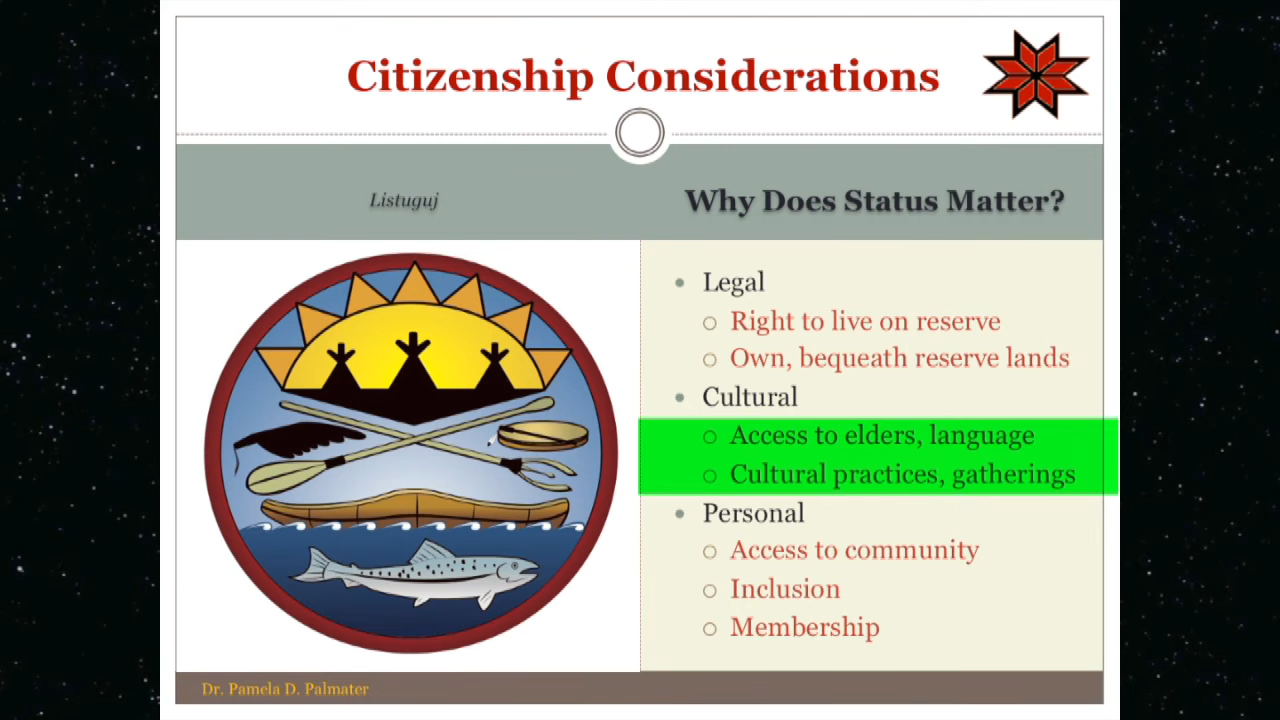 Citizenship Considerations
Listuguj
Why Does Status Matter?
Legal
Right to live on reserve
Own, bequeath reserve lands
Cultural
Access to elders, language
Cultural practices, gatherings
Personal
Access to community
Inclusion
Membership
Dr. Pamela D. Palmater